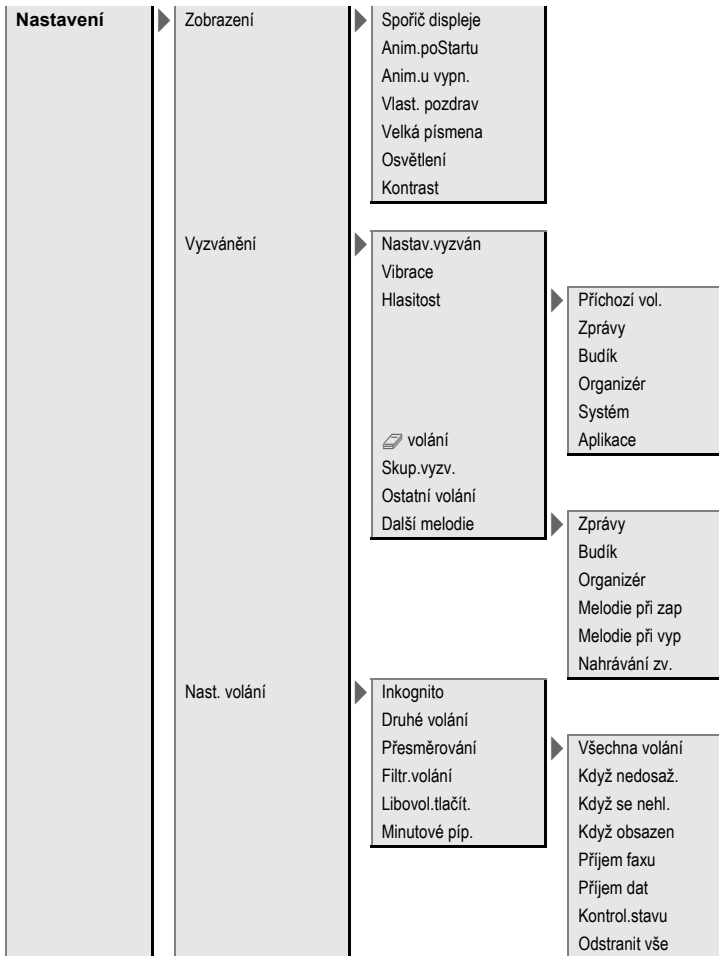 Nastavení
Zobrazení
Spořič displeje
Anim.poStartu
Anim.u vypn.
Vlast. pozdrav
Velká písmena
Osvětlení
Kontrast
Vyzvánění
Nastav.vyzván
Vibrace
Hlasitost
Příchozí vol.
Zprávy
Budík
Organizér
Systém
Aplikace
volání
Skup.vyzv.
Ostatní volání
Další melodie
Zprávy
Budík
Organizér
Melodie při zap
Melodie při vyp
Nahrávání zv.
Nast. volání
Inkognito
Druhé volání
Přesměrování
Všechna volání
Když nedosaž.
Když se nehl.
Když obsazen
Příjem faxu
Příjem dat
Kontrol.stavu
Odstranit vše
Filtr.volání
Libovol.tlačít.
Minutové píp.